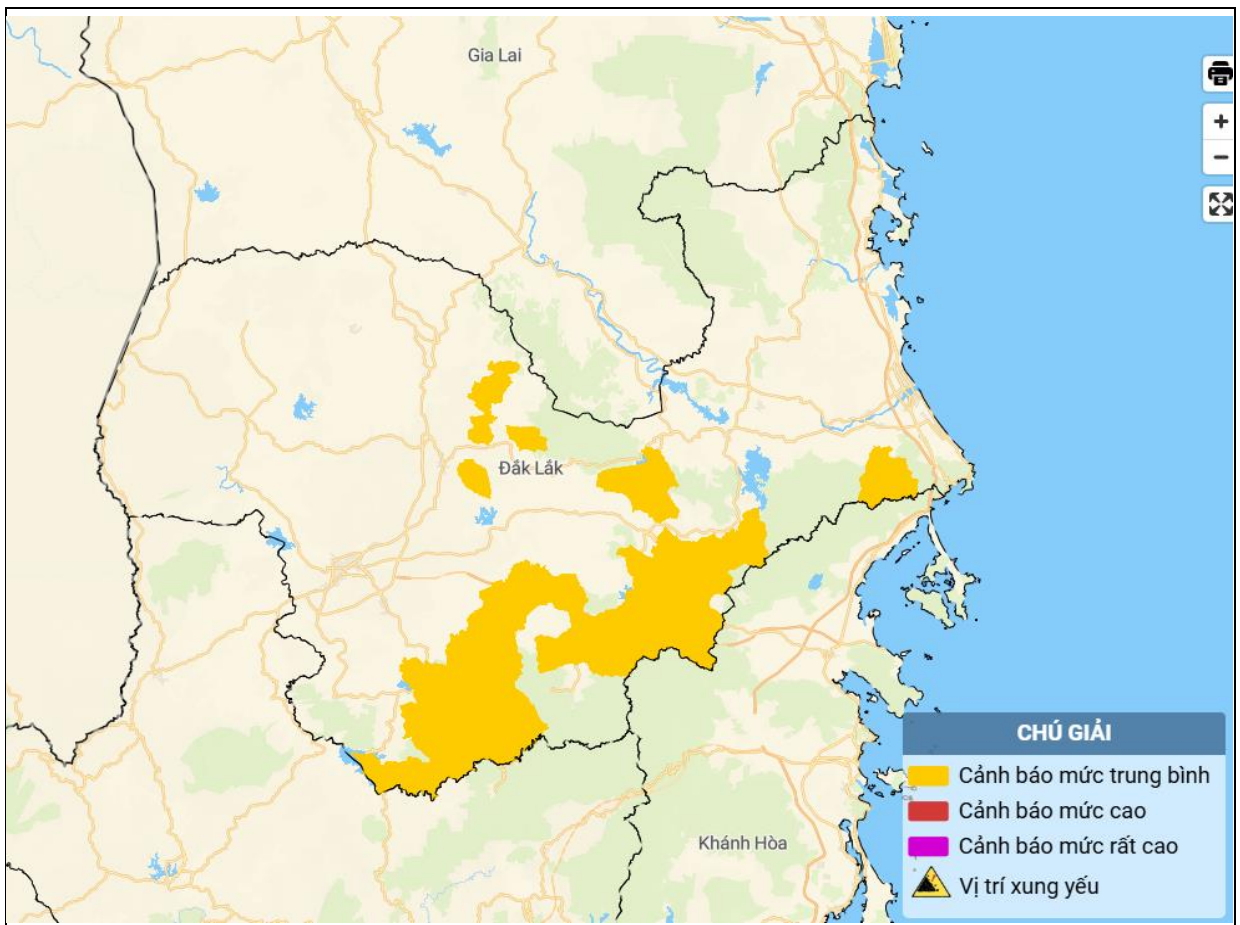 Gia Lai
+
−
Đắk Lắk
CHÚ GIẢI
Cảnh báo mức trung bình
Cảnh báo mức cao
Cảnh báo mức rất cao
Vị trí xung yếu
Khánh Hòa